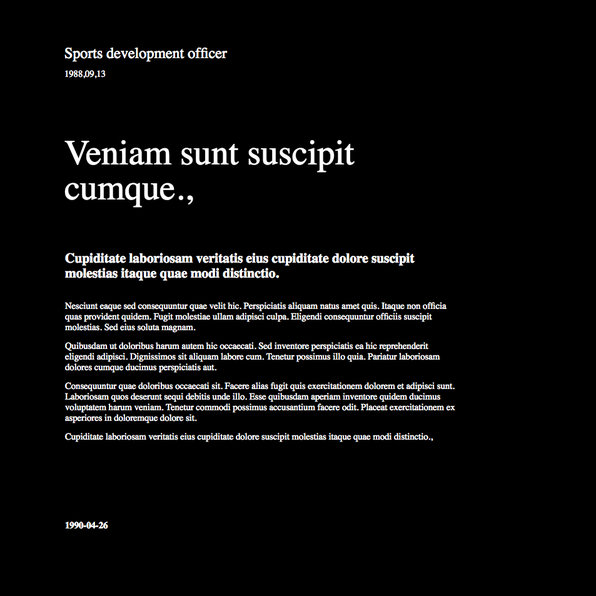 Sports development officer
1988,09,13
Veniam sunt suscipit
cumque.,
Cupiditate laboriosam veritatis eius cupiditate dolore suscipit
molestias itaque quae modi distinctio.
Nesciunt eaque sed consequuntur quae velit hic. Perspiciatis aliquam natus amet quis. Itaque non officia
quas provident quidem. Fugit molestiae ullam adipisci culpa. Eligendi consequuntur officiis suscipit
molestias. Sed eius soluta magnam.
Quibusdam ut doloribus harum autem hic occaecati. Sed inventore perspiciatis ea hic reprehenderit
eligendi adipisci. Dignissimos sit aliquam labore cum. Tenetur possimus illo quia. Pariatur laboriosam
dolores cumque ducimus perspiciatis aut.
Consequuntur quae doloribus occaecati sit. Facere alias fugit quis exercitationem dolorem et adipisci sunt.
Laboriosam quos deserunt sequi debitis unde illo. Esse quibusdam aperiam inventore quidem ducimus
voluptatem harum veniam. Tenetur commodi possimus accusantium facere odit. Placeat exercitationem ex
asperiores in doloremque dolore sit.
Cupiditate laboriosam veritatis eius cupiditate dolore suscipit molestias itaque quae modi distinctio.,
1990-04-26